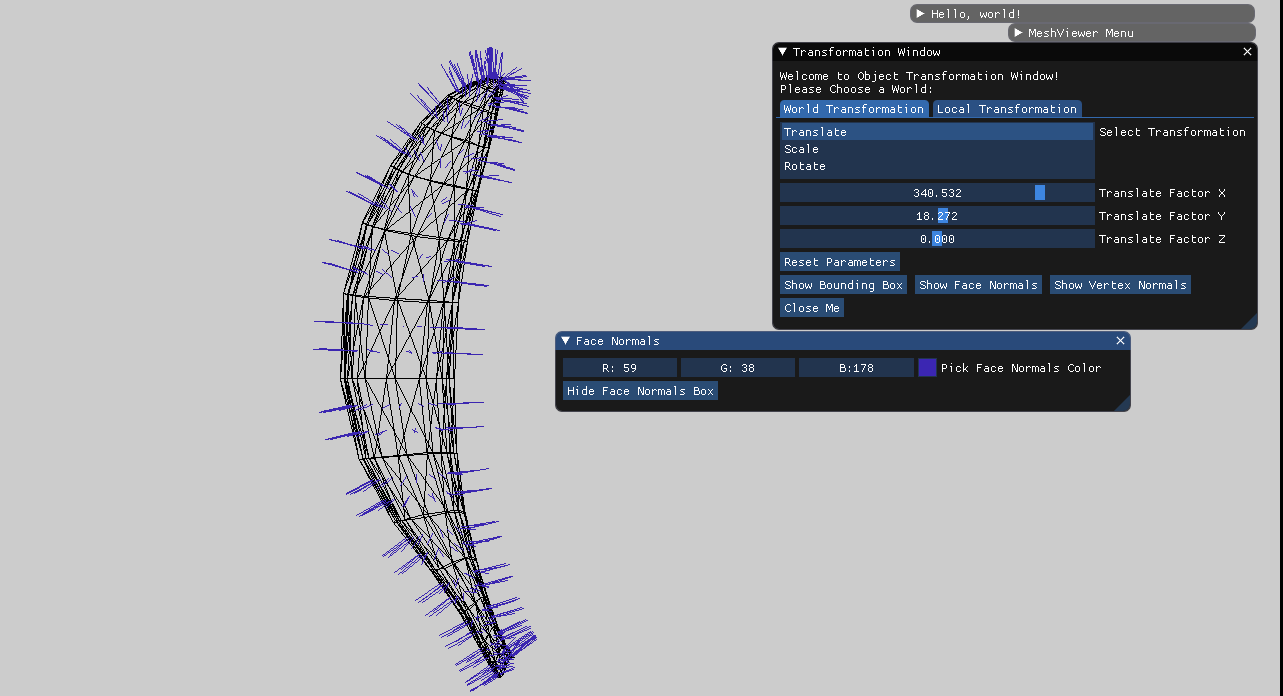 Hello, world!
MeshViewer Menu
Transformation Window
Welcome to Object Transformation Window!
Please Choose a World:
World Transformation Local Transformation
Translate Select Transformation
Scale
Rotate
340.532 Translate Factor X
18.272 Translate Factor Y
0.000 Translate Factor Z
Reset Parameters
Show Bounding Box Show Face Normals Show Vertex Normals
Close Me
Face Normals
R: 59 G: 38 B:178 Pick Face Normals Color
Hide Face Normals Box